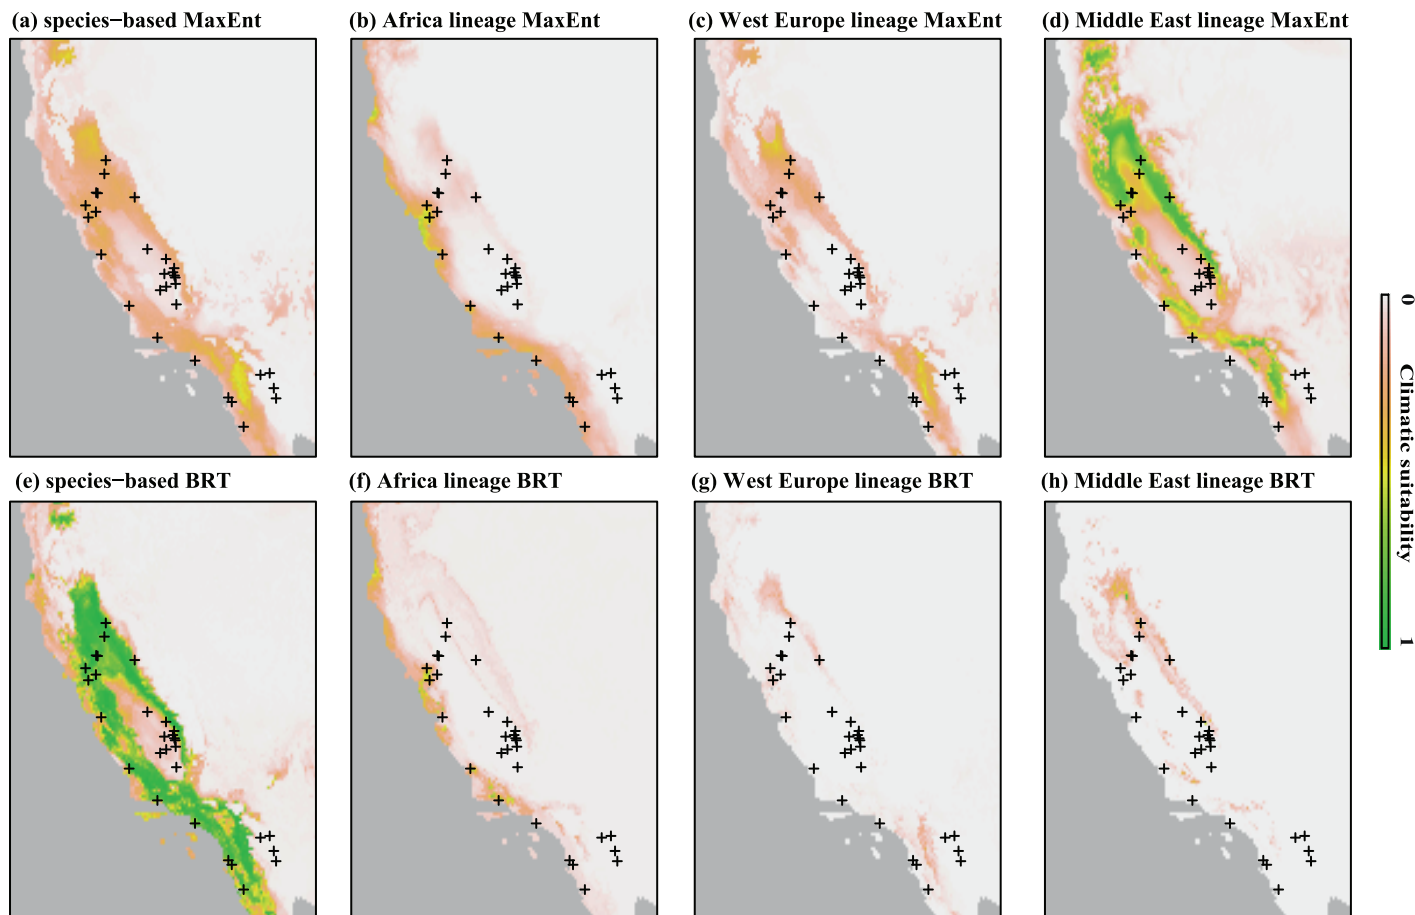 (a) species−based MaxEnt
(b) Africa lineage MaxEnt
(c) West Europe lineage MaxEnt
(d) Middle East lineage MaxEnt
(e) species−based BRT
(f) Africa lineage BRT
(g) West Europe lineage BRT
(h) Middle East lineage BRT
0
Climatic suitability
1